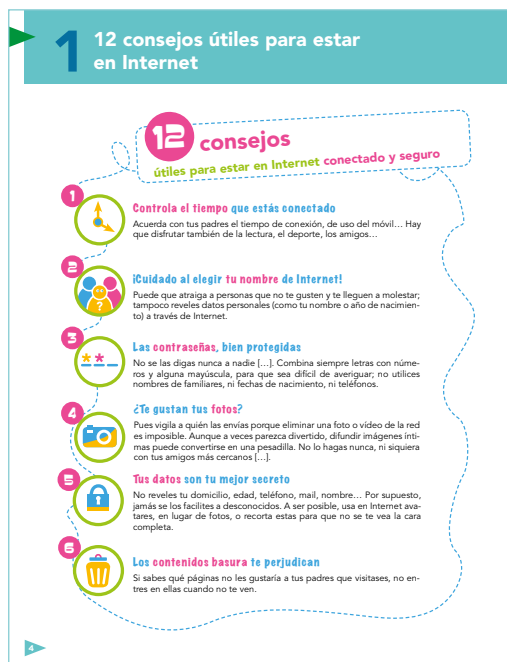 1
12 consejos útiles para estar
en Internet
12 consejos
útiles para estar en Internet conectado y seguro
1
Controla el tiempo que estás conectado
Acuerda con tus padres el tiempo de conexión, de uso del móvil... Hay
que disfrutar también de la lectura, el deporte, los amigos...
2
¡Cuidado al elegir tu nombre de Internet!
Puede que atraiga a personas que no te gusten y te lleguen a molestar;
tampoco reveles datos personales (como tu nombre o año de nacimien-
to) a través de Internet.
3
Las contraseñas, bien protegidas
No se las digas nunca a nadie [...]. Combina siempre letras con núme-
ros y alguna mayúscula, para que sea difícil de averiguar; no utilices
nombres de familiares, ni fechas de nacimiento, ni teléfonos.
4
¿Te gustan tus fotos?
Pues vigila a quién las envías porque eliminar una foto o vídeo de la red
es imposible. Aunque a veces parezca divertido, difundir imágenes ínti-
mas puede convertirse en una pesadilla. No lo hagas nunca, ni siquiera
con tus amigos más cercanos [...].
5
Tus datos son tu mejor secreto
No reveles tu domicilio, edad, teléfono, mail, nombre... Por supuesto,
jamás se los facilites a desconocidos. A ser posible, usa en Internet ava-
tares, en lugar de fotos, o recorta estas para que no se te vea la cara
completa.
6
Los contenidos basura te perjudican
Si sabes qué páginas no les gustaría a tus padres que visitases, no en-
tres en ellas cuando no te ven.
4